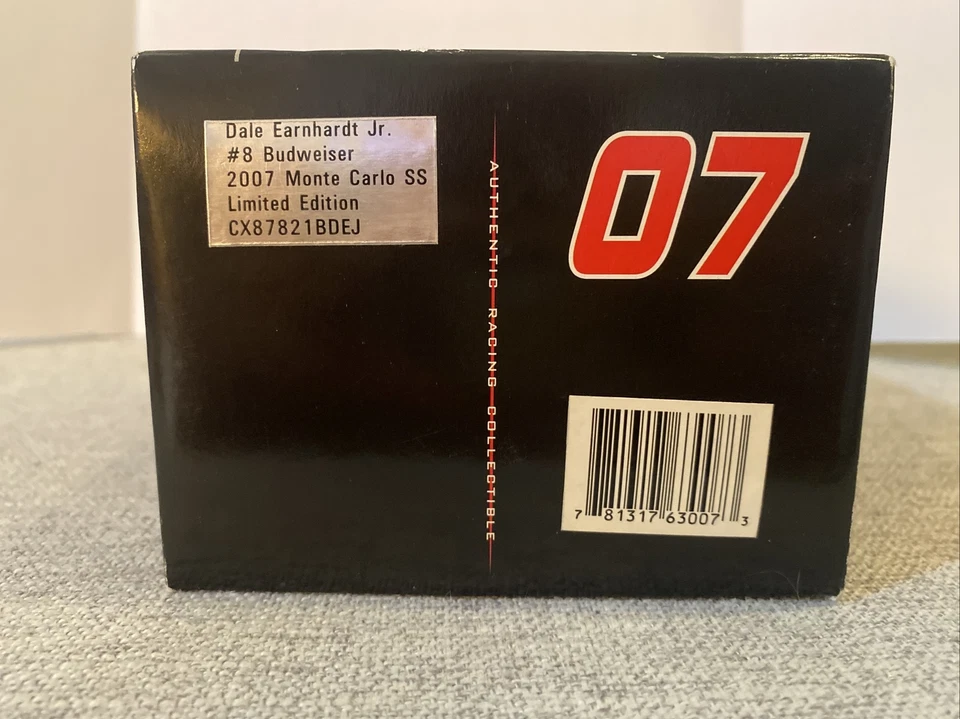 Dale Earnhardt Jr.
#8 Budweiser
2007 Monte Carlo SS
Limited Edition
CX87821BDEJ
AUTHENTIC RACING COLLECTIBLE
07
7 81317 63007 3